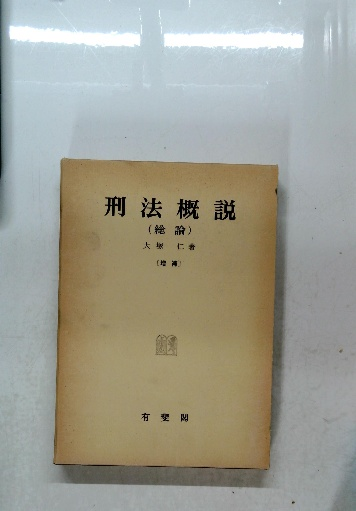 刑法概説
(総論)
大塚 仁著
〔増補〕
有斐閣